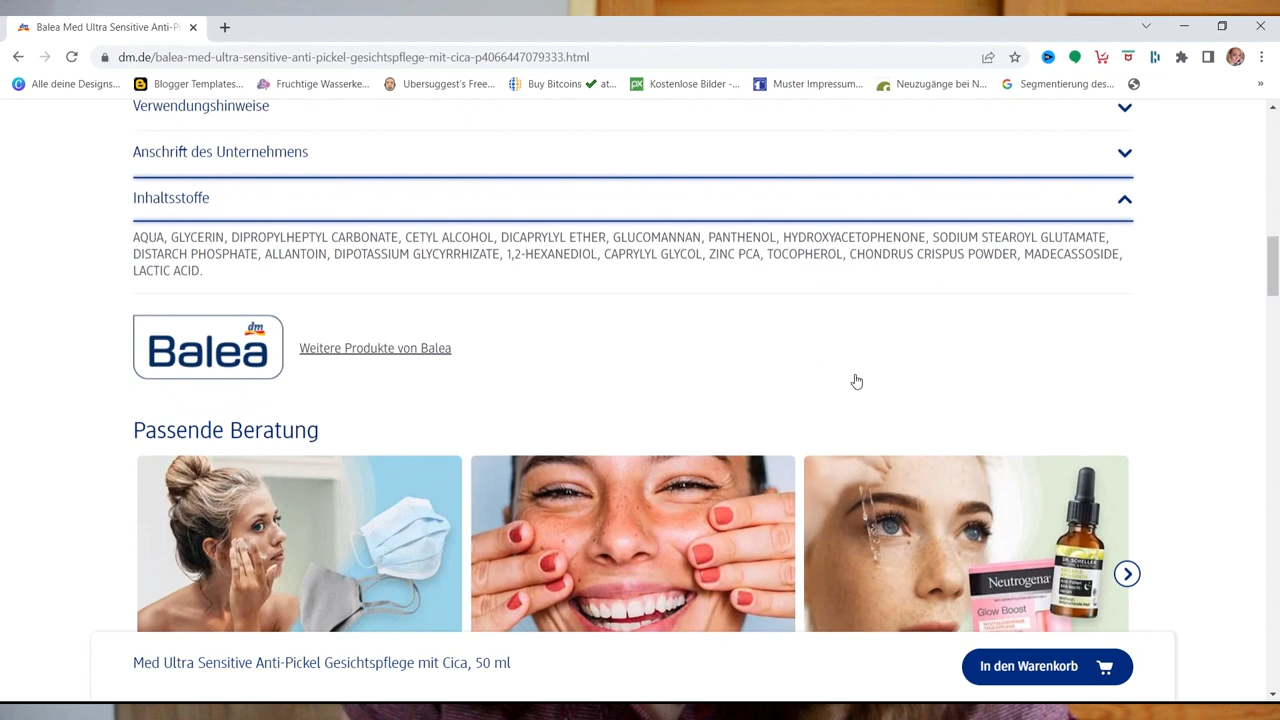 Balea Med Ultra Sensitive Anti-Pi
dm.de/balea-med-ultra-sensitive-anti-pickel-gesichtspflege-mit-cica-p4066447079333.html
Alle deine Designs... Blogger Templates... Fruchtige Wasserke... Ubersuggest's Free... Buy Bitcoins ✔ at... Kostenlose Bilder -... Muster Impressum... Neuzugänge bei N... Segmentierung des... »
Verwendungshinweise
Anschrift des Unternehmens
Inhaltsstoffe
AQUA, GLYCERIN, DIPROPYLHEPTYL CARBONATE, CETYL ALCOHOL, DICAPRYLYL ETHER, GLUCOMANNAN, PANTHENOL, HYDROXYACETOPHENONE, SODIUM STEAROYL GLUTAMATE,
DISTARCH PHOSPHATE, ALLANTOIN, DIPOTASSIUM GLYCYRRHIZATE, 1,2-HEXANEDIOL, CAPRYLYL GLYCOL, ZINC PCA, TOCOPHEROL, CHONDRUS CRISPUS POWDER, MADECASSOSIDE,
LACTIC ACID.
dm
Balea
Weitere Produkte von Balea
Passende Beratung
DR. SCHELLER
Neutrogena
Glow Boost
Med Ultra Sensitive Anti-Pickel Gesichtspflege mit Cica, 50 ml
In den Warenkorb